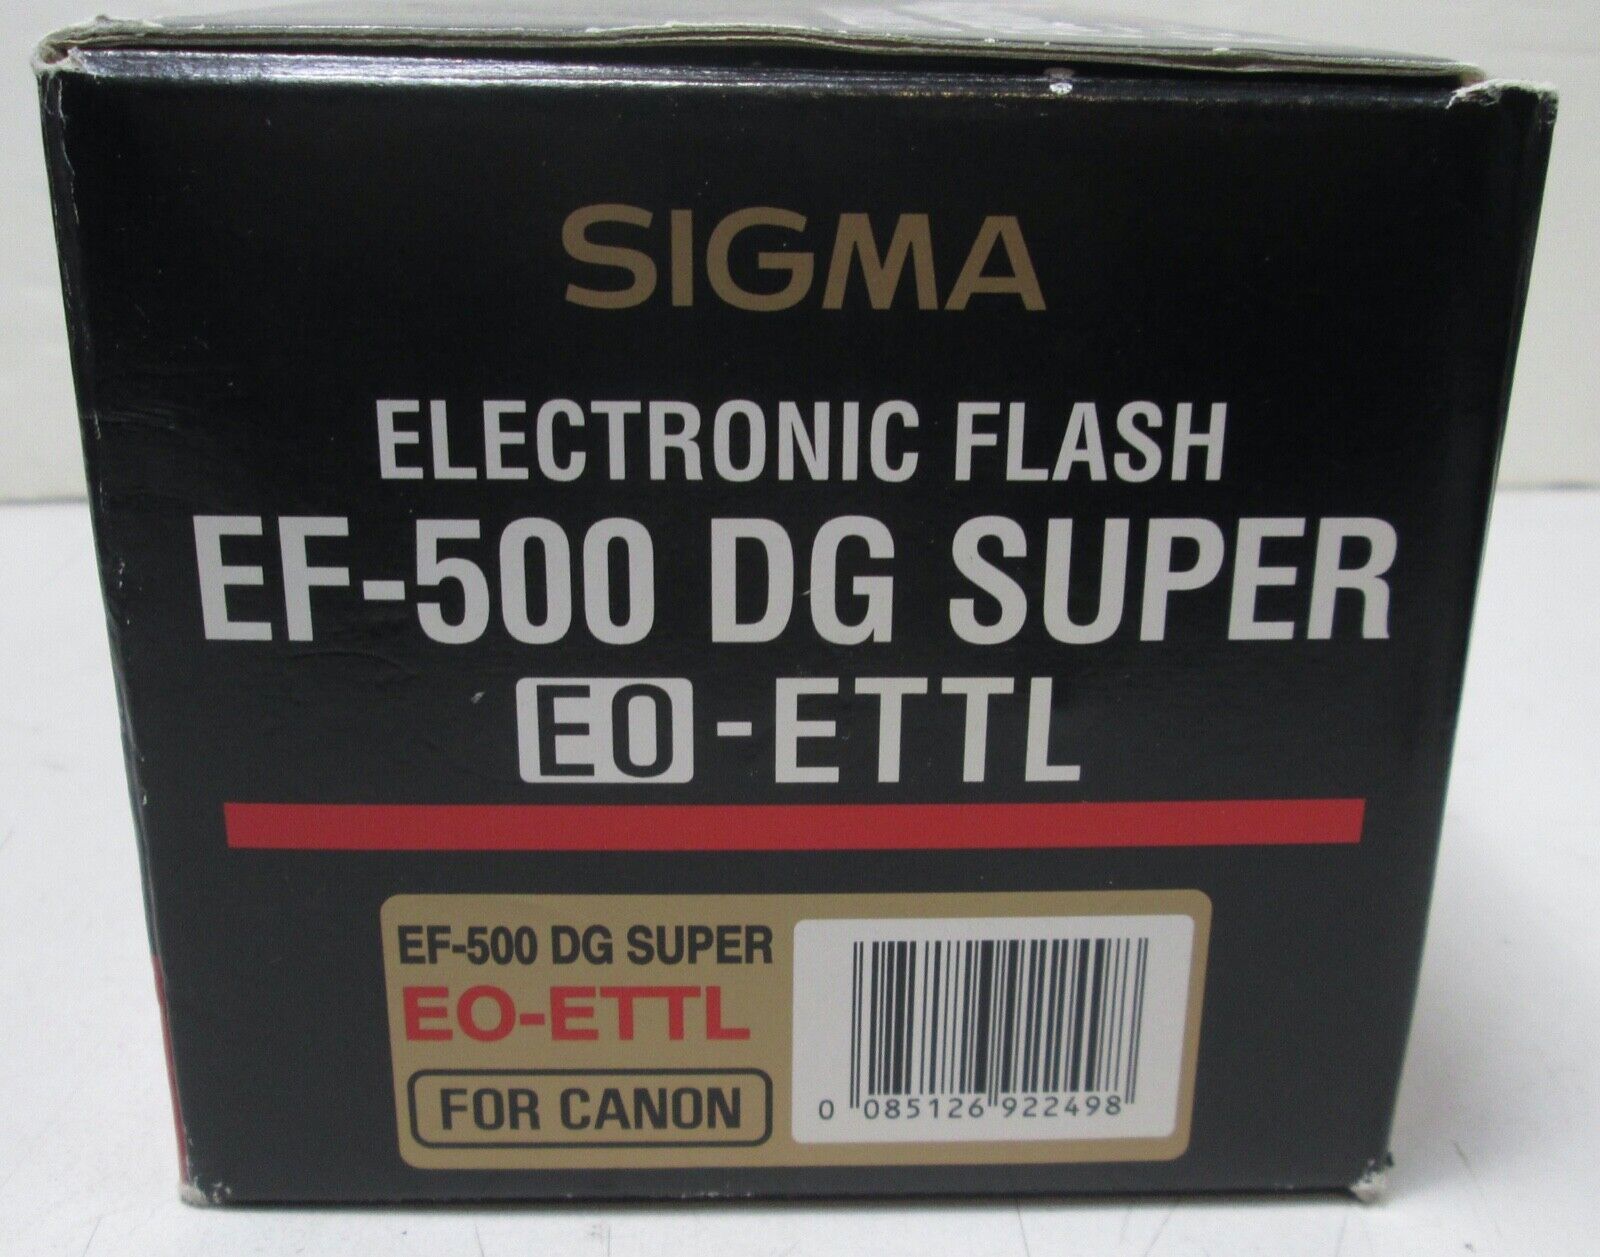 SIGMA
ELECTRONIC FLASH
EF-500 DG SUPER
EO-ETTL
EF-500 DG SUPER
EO-ETTL
FOR CANON
0 085126 922498